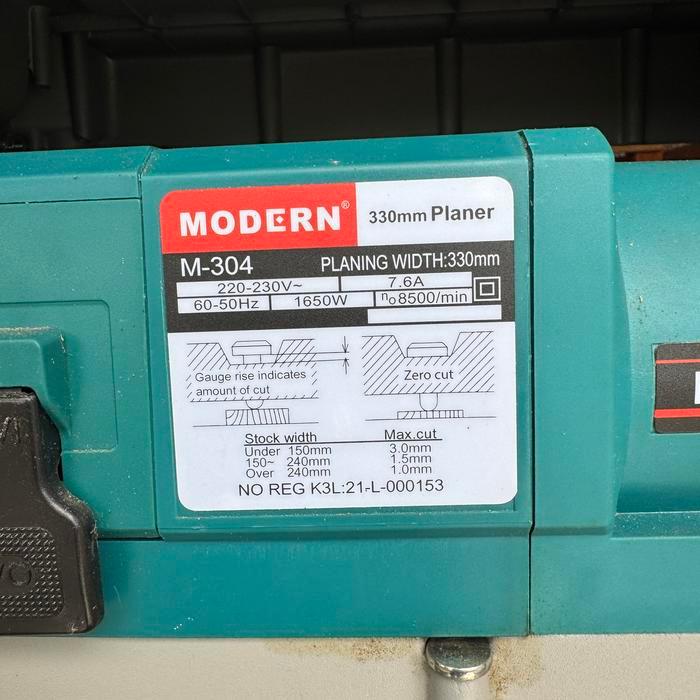 MODERN®
330mm Planer
M-304
PLANING WIDTH:330mm
220-230V~ 7.6A
60-50Hz 1650W no8500/min
Gauge rise indicates
amount of cut
Zero cut
Stock width Max.cut
Under 150mm 3.0mm
150~ 240mm 1.5mm
Over 240mm 1.0mm
NO REG K3L:21-L-000153